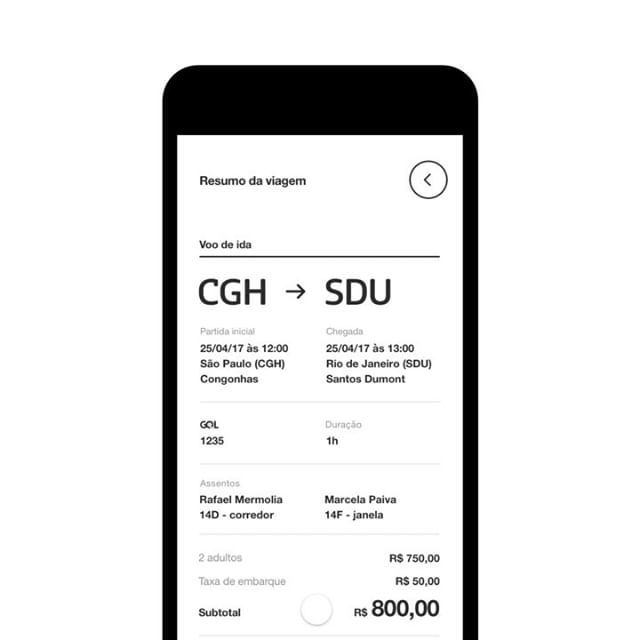 Resumo da viagem
Voo de ida
CGH → SDU
Partida inicial
25/04/17 às 12:00
São Paulo (CGH)
Congonhas
Chegada
25/04/17 às 13:00
Rio de Janeiro (SDU)
Santos Dumont
GOL
1235
Duração
1h
Assentos
Rafael Mermolia
14D - corredor
Marcela Paiva
14F - janela
2 adultos R$ 750,00
Taxa de embarque R$ 50,00
Subtotal R$ 800,00